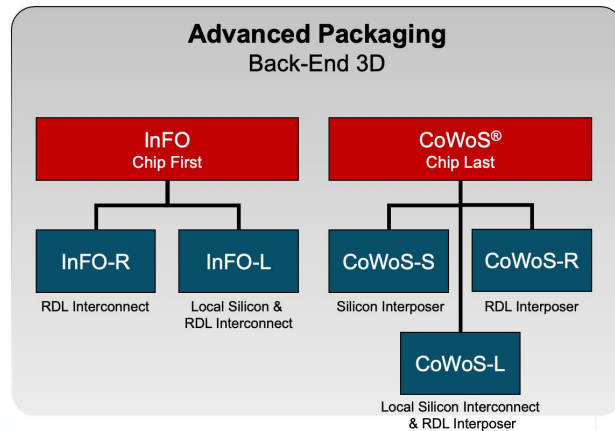 Advanced Packaging
Back-End 3D
InFO
Chip First
CoWoS®
Chip Last
InFO-R
InFO-L
CoWoS-S
CoWoS-R
RDL Interconnect
Local Silicon &
RDL Interconnect
Silicon Interposer
RDL Interposer
CoWoS-L
Local Silicon Interconnect
& RDL Interposer